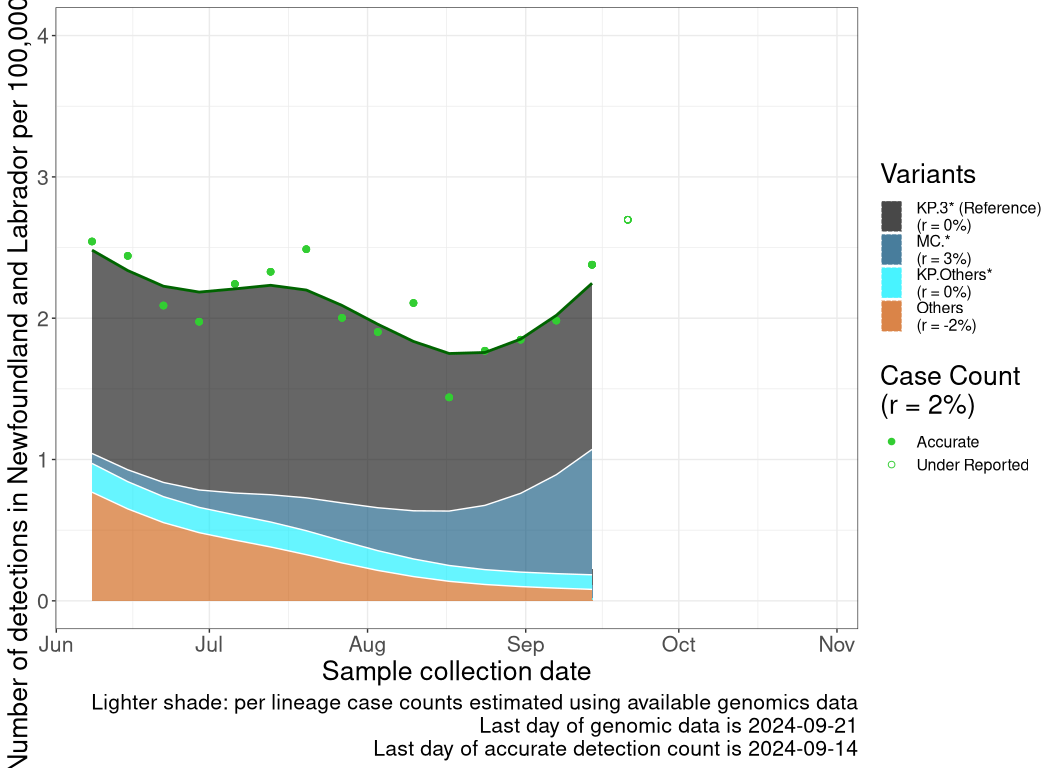 Number of detections in Newfoundland and Labrador per 100,000
4
3
2
1
0
Jun
Jul
Aug
Sep
Oct
Nov
Sample collection date
Lighter shade: per lineage case counts estimated using available genomics data
Last day of genomic data is 2024-09-21
Last day of accurate detection count is 2024-09-14
Variants
KP.3* (Reference)
(r = 0%)
MC.*
(r = 3%)
KP.Others*
(r = 0%)
Others
(r = -2%)
Case Count
(r = 2%)
Accurate
Under Reported